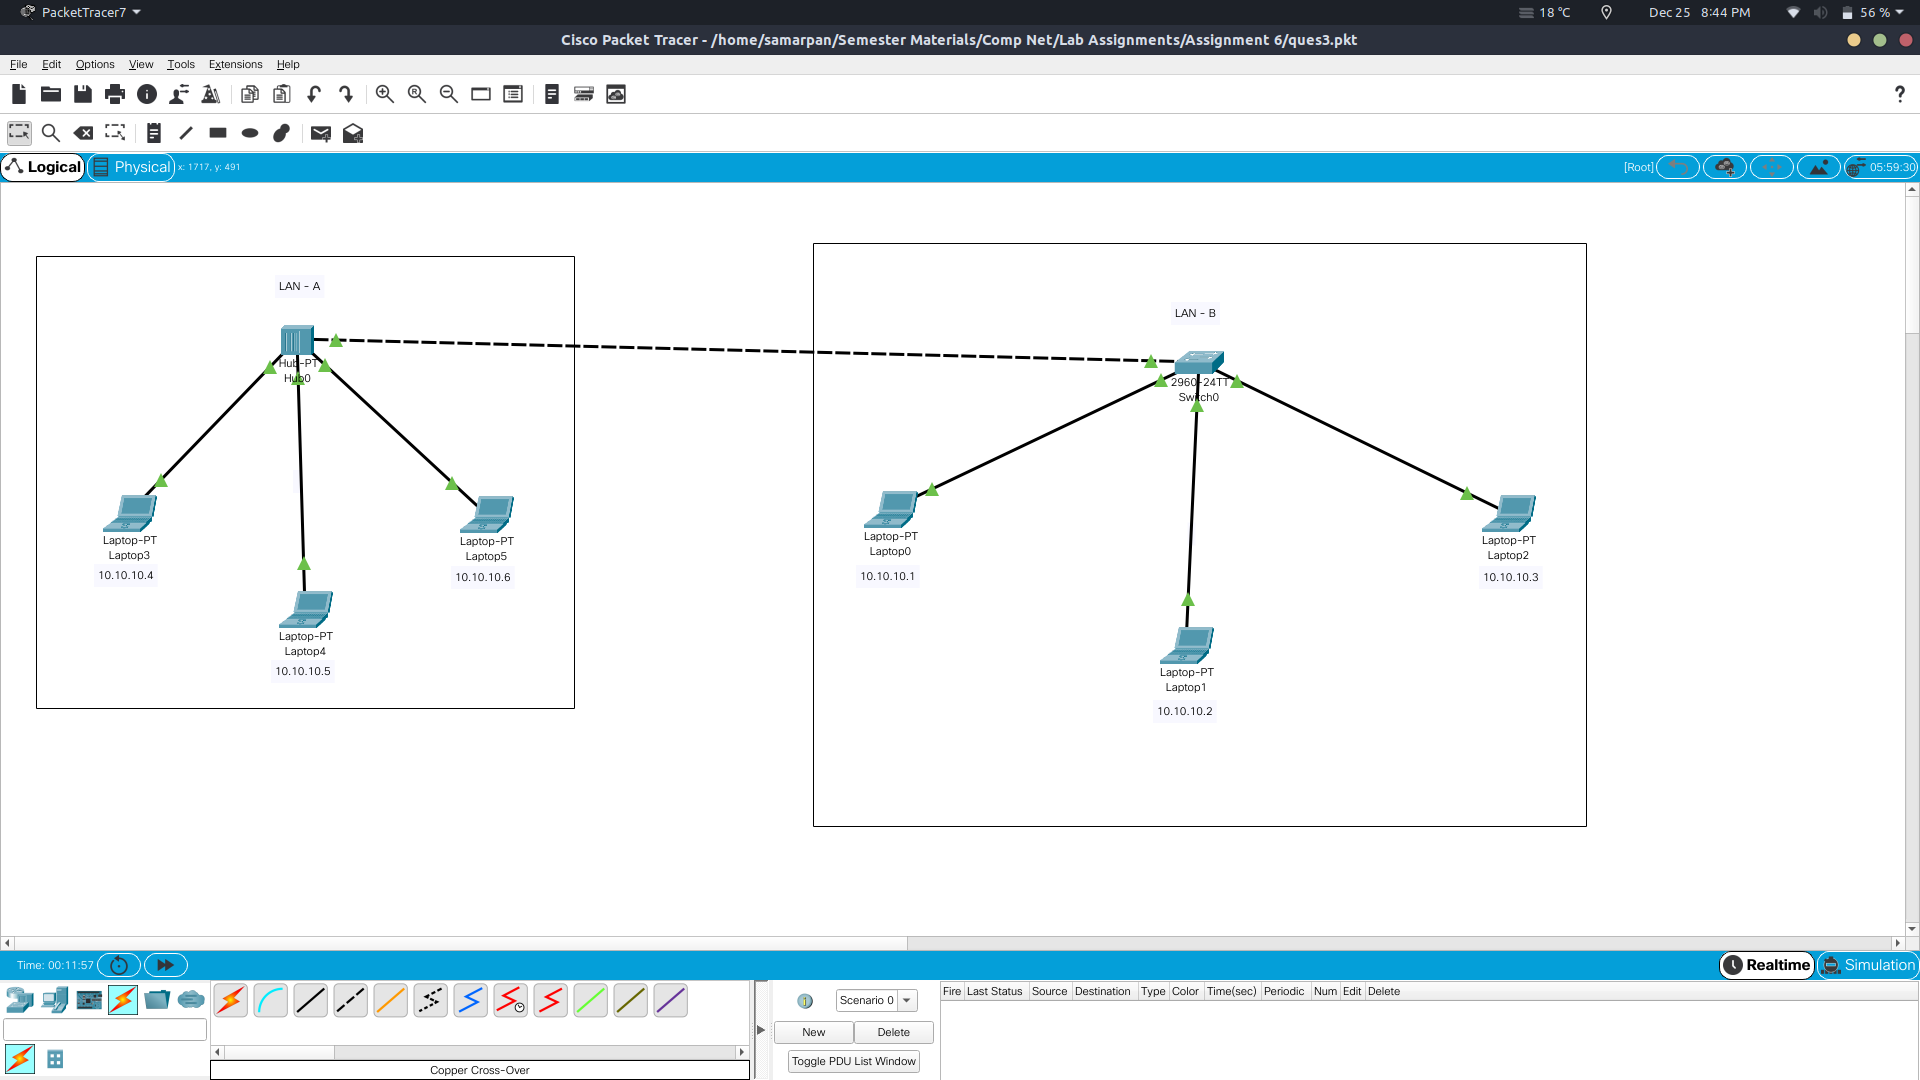 PacketTracer7
18 °C
Dec 25 8:44 PM
56 %
Cisco Packet Tracer - /home/samarpan/Semester Materials/Comp Net/Lab Assignments/Assignment 6/ques3.pkt
File Edit Options View Tools Extensions Help
?
Logical Physical x: 1717, y: 491
[Root] 05:59:30
LAN - A
Hub-PT
Hub0
Laptop-PT
Laptop3
10.10.10.4
Laptop-PT
Laptop4
10.10.10.5
Laptop-PT
Laptop5
10.10.10.6
LAN - B
2960-24TT
Switch0
Laptop-PT
Laptop0
10.10.10.1
Laptop-PT
Laptop1
10.10.10.2
Laptop-PT
Laptop2
10.10.10.3
Time: 00:11:57
Realtime Simulation
Scenario 0
New Delete
Toggle PDU List Window
Fire Last Status Source Destination Type Color Time(sec) Periodic Num Edit Delete
Copper Cross-Over